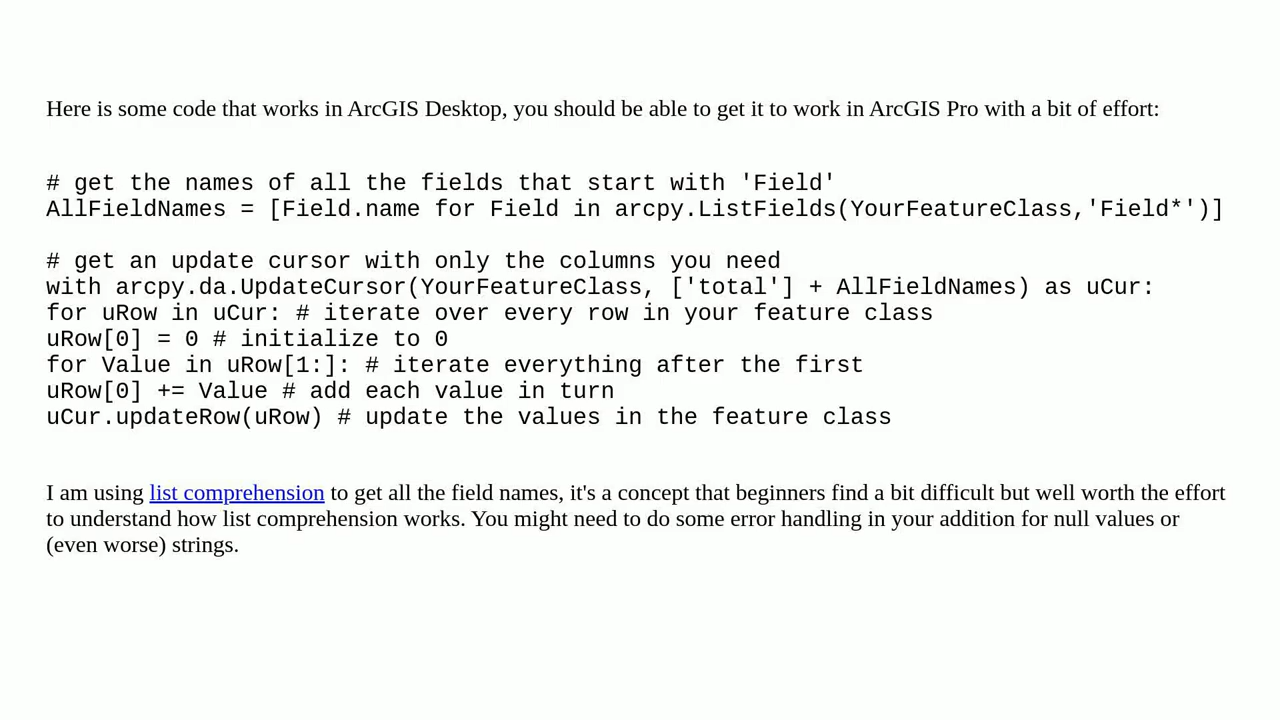 Here is some code that works in ArcGIS Desktop, you should be able to get it to work in ArcGIS Pro with a bit of effort:
# get the names of all the fields that start with 'Field'
AllFieldNames = [Field.name for Field in arcpy.ListFields(YourFeatureClass,'Field*')]
# get an update cursor with only the columns you need
with arcpy.da.UpdateCursor(YourFeatureClass, ['total'] + AllFieldNames) as uCur:
for uRow in uCur: # iterate over every row in your feature class
uRow[0] = 0 # initialize to 0
for Value in uRow[1:]: # iterate everything after the first
uRow[0] += Value # add each value in turn
uCur.updateRow(uRow) # update the values in the feature class
I am using list comprehension to get all the field names, it's a concept that beginners find a bit difficult but well worth the effort
to understand how list comprehension works. You might need to do some error handling in your addition for null values or
(even worse) strings.